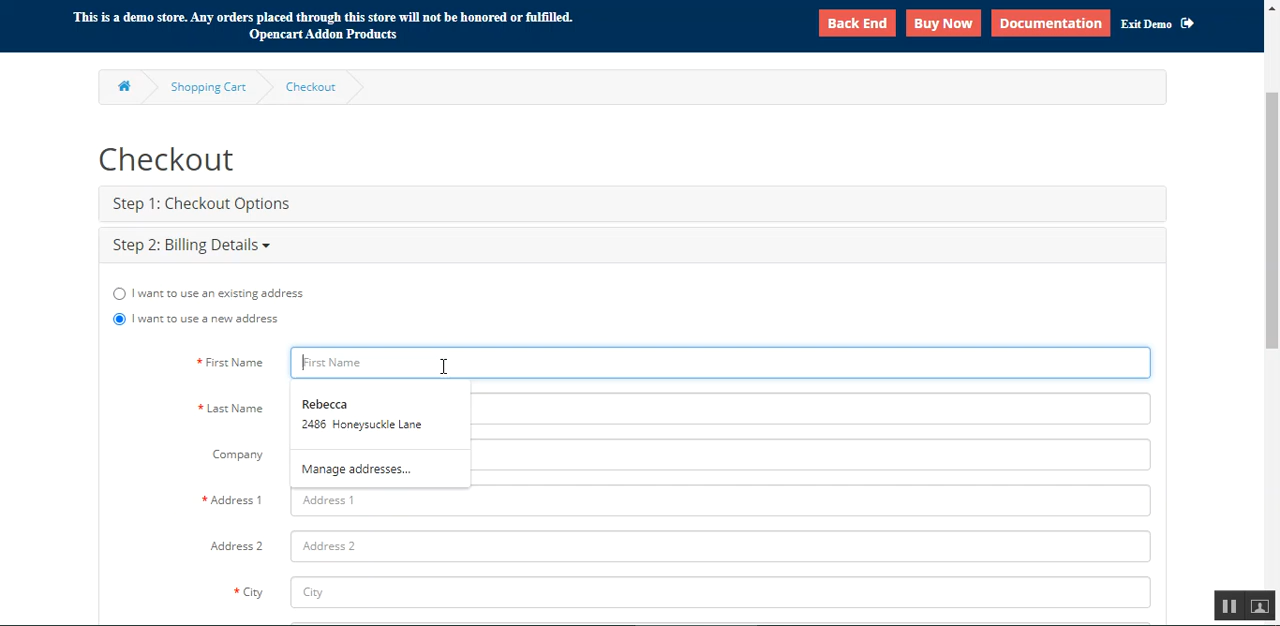 This is a demo store. Any orders placed through this store will not be honored or fulfilled.
Opencart Addon Products
Back End
Buy Now
Documentation
Exit Demo
Shopping Cart
Checkout
Checkout
Step 1: Checkout Options
Step 2: Billing Details
I want to use an existing address
I want to use a new address
* First Name
First Name
Rebecca
2486 Honeysuckle Lane
Manage addresses...
* Last Name
Company
* Address 1
Address 1
Address 2
Address 2
* City
City